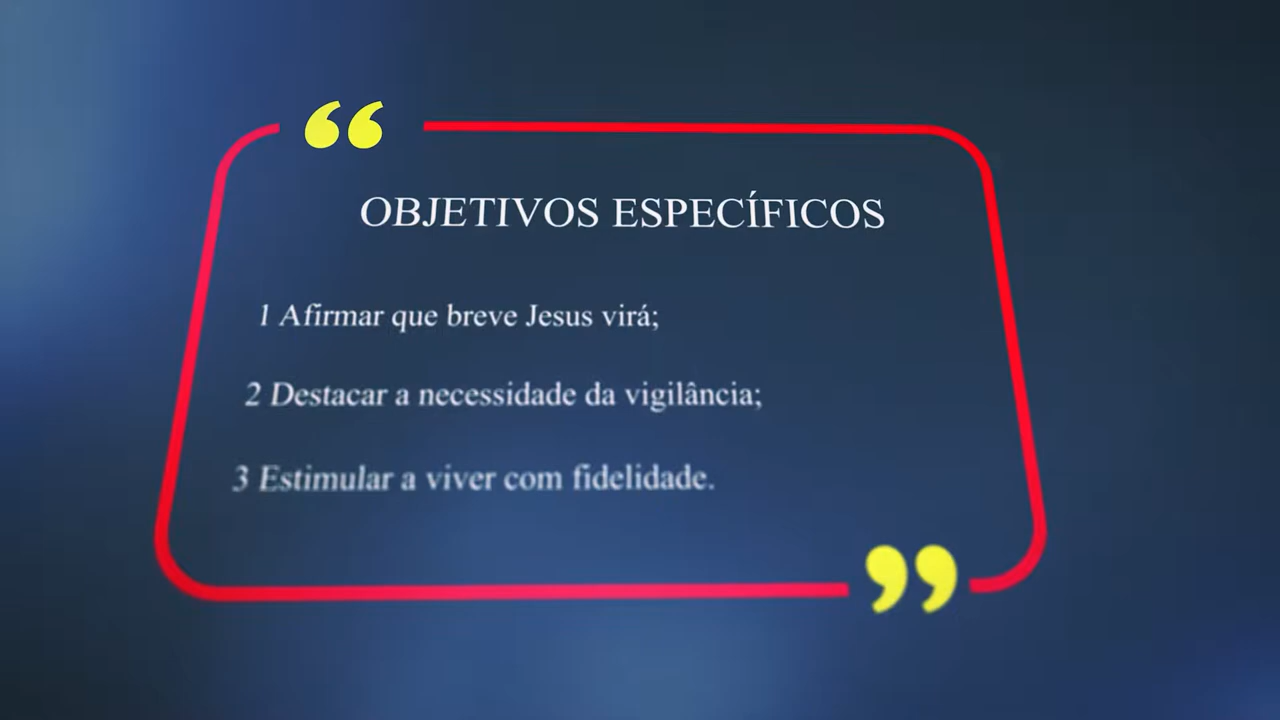 OBJETIVOS ESPECÍFICOS
1 Afirmar que breve Jesus virá;
2 Destacar a necessidade da vigilância;
3 Estimular a viver com fidelidade.